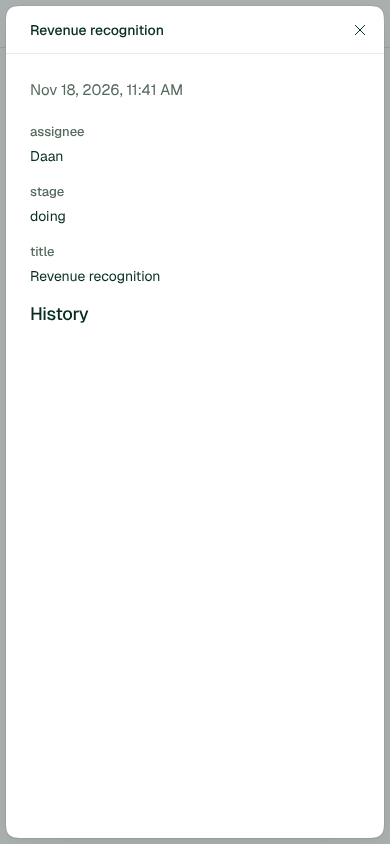 Revenue recognition
Nov 18, 2026, 11:41 AM
assignee
Daan
stage
doing
title
Revenue recognition
History